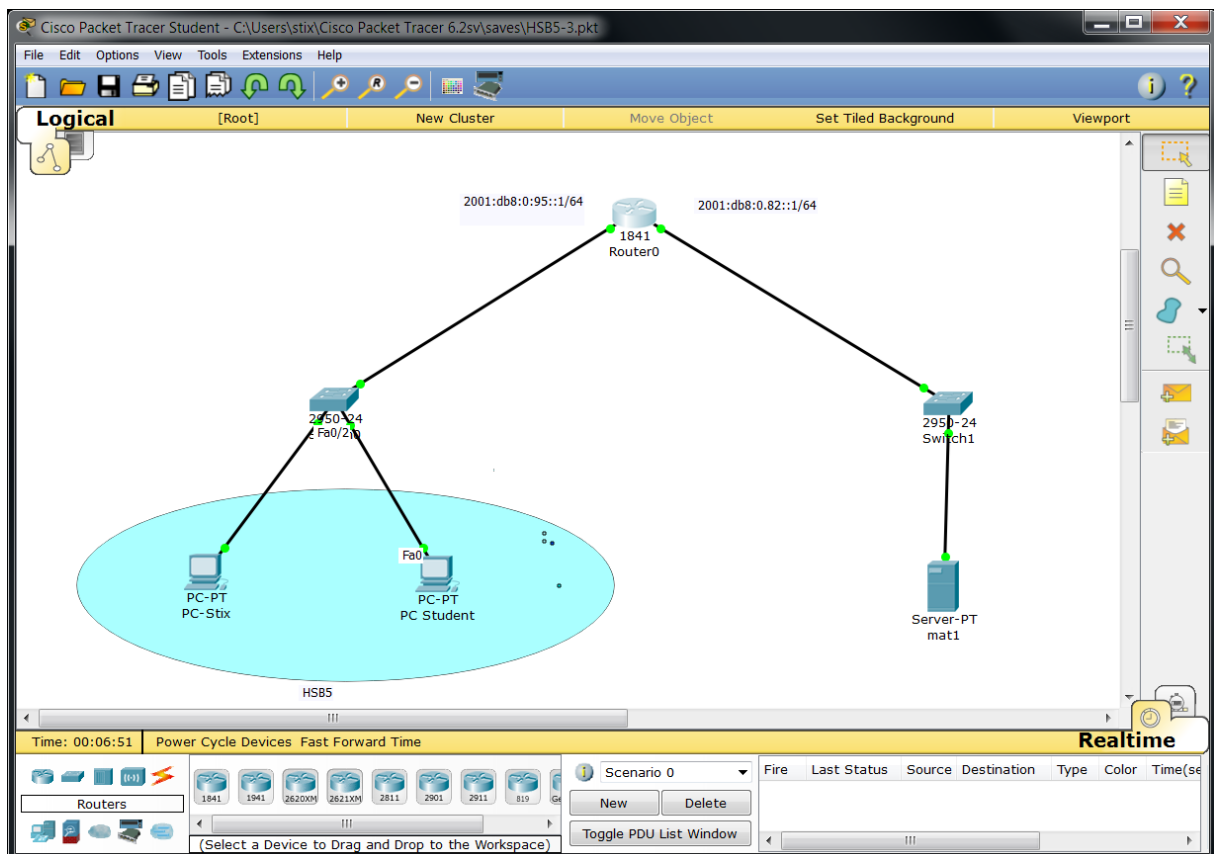 Cisco Packet Tracer Student - C:\Users\stix\Cisco Packet Tracer 6.2sv\saves\HSB5-3.pkt
File Edit Options View Tools Extensions Help
Logical [Root] New Cluster Move Object Set Tiled Background Viewport
2001:db8:0:95::1/64
2001:db8:0.82::1/64
1841
Router0
2950-24
Fa0/2
2950-24
Switch1
Fa0
PC-PT
PC-Stix
PC-PT
PC Student
Server-PT
mat1
HSB5
Realtime
Time: 00:06:51 Power Cycle Devices Fast Forward Time
Routers
1841 1941 2620XM 2621XM 2811 2901 2911 819
(Select a Device to Drag and Drop to the Workspace)
Scenario 0
New Delete
Toggle PDU List Window
Fire Last Status Source Destination Type Color Time(se